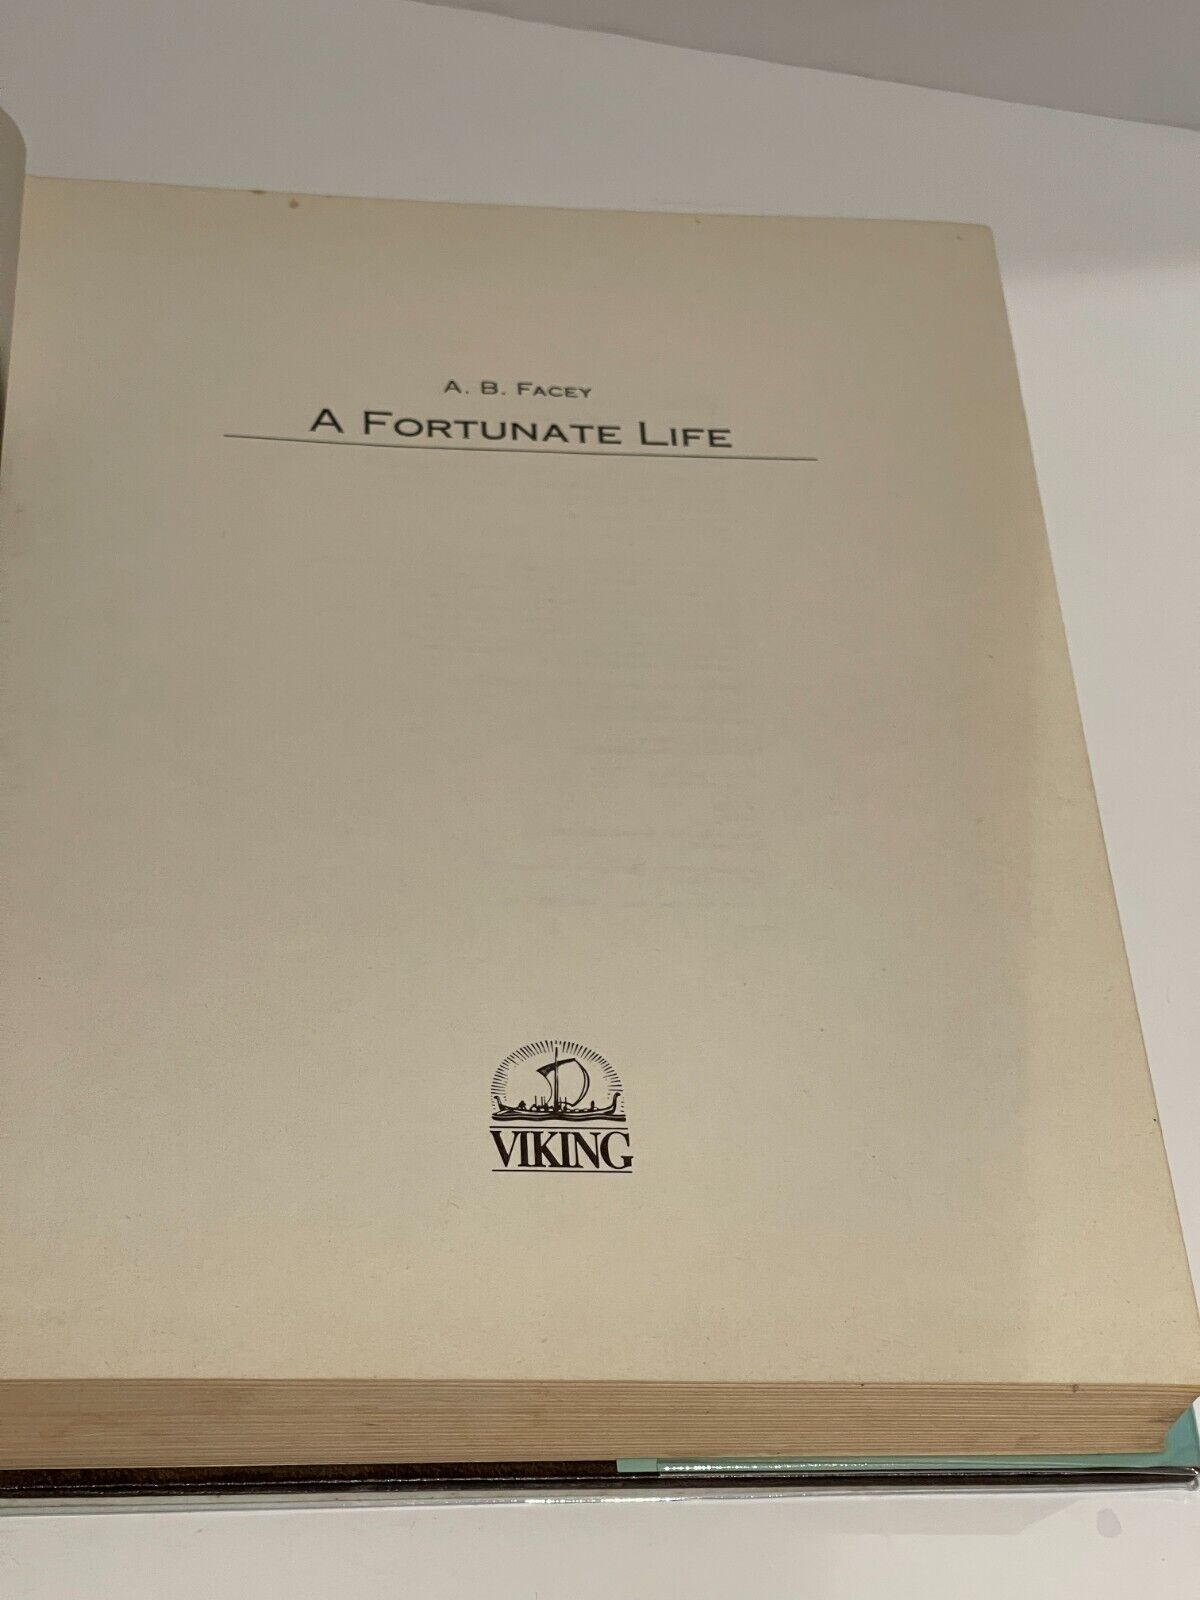 A. B. FACEY
A FORTUNATE LIFE
VIKING